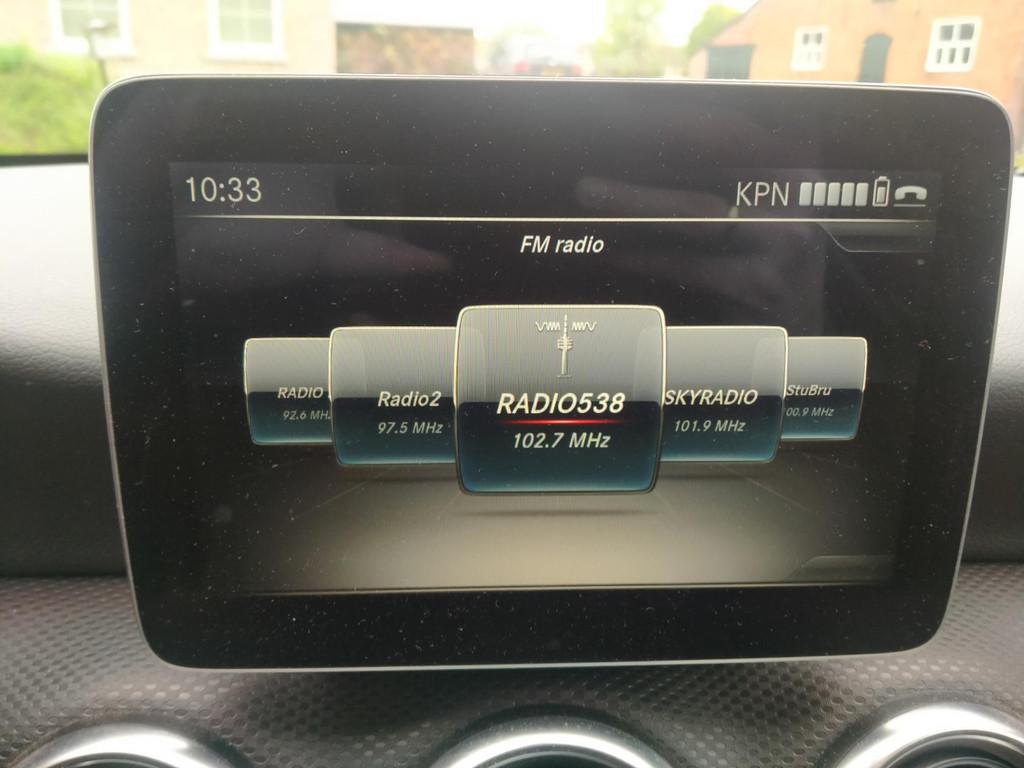 10:33
KPN
FM radio
RADIO
92.6 MHz
Radio2
97.5 MHz
RADIO538
102.7 MHz
SKYRADIO
101.9 MHz
StuBru
00.9 MHz